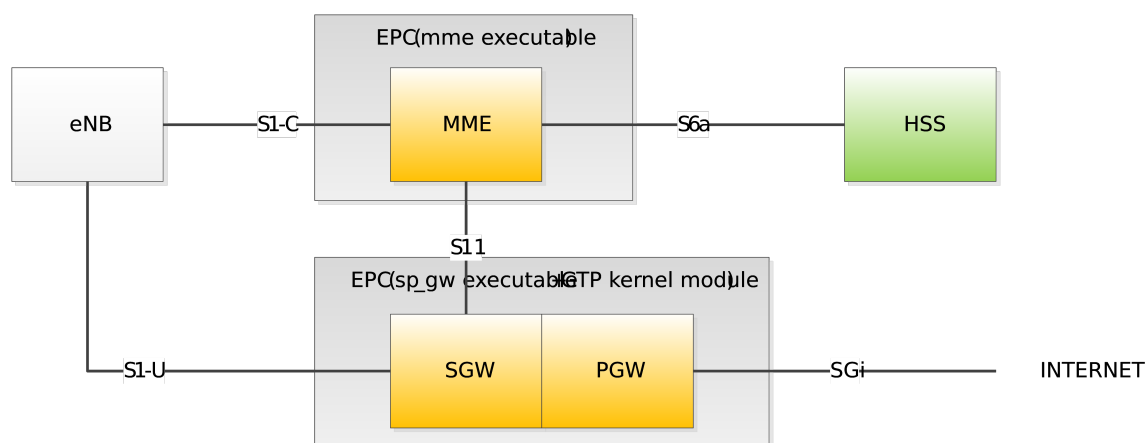 EPC(mme executable)
eNB
S1-C
MME
S6a
HSS
S11
EPC(sp_gw executable+GTP kernel module)
S1-U
SGW
PGW
SGi
INTERNET